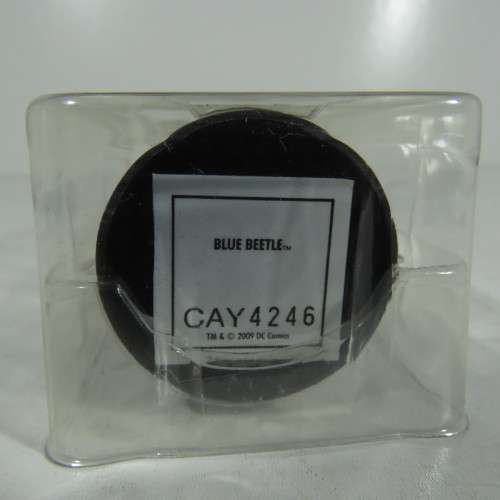 BLUE BEETLE™
CAY4246
TM & © 2009 DC Comics